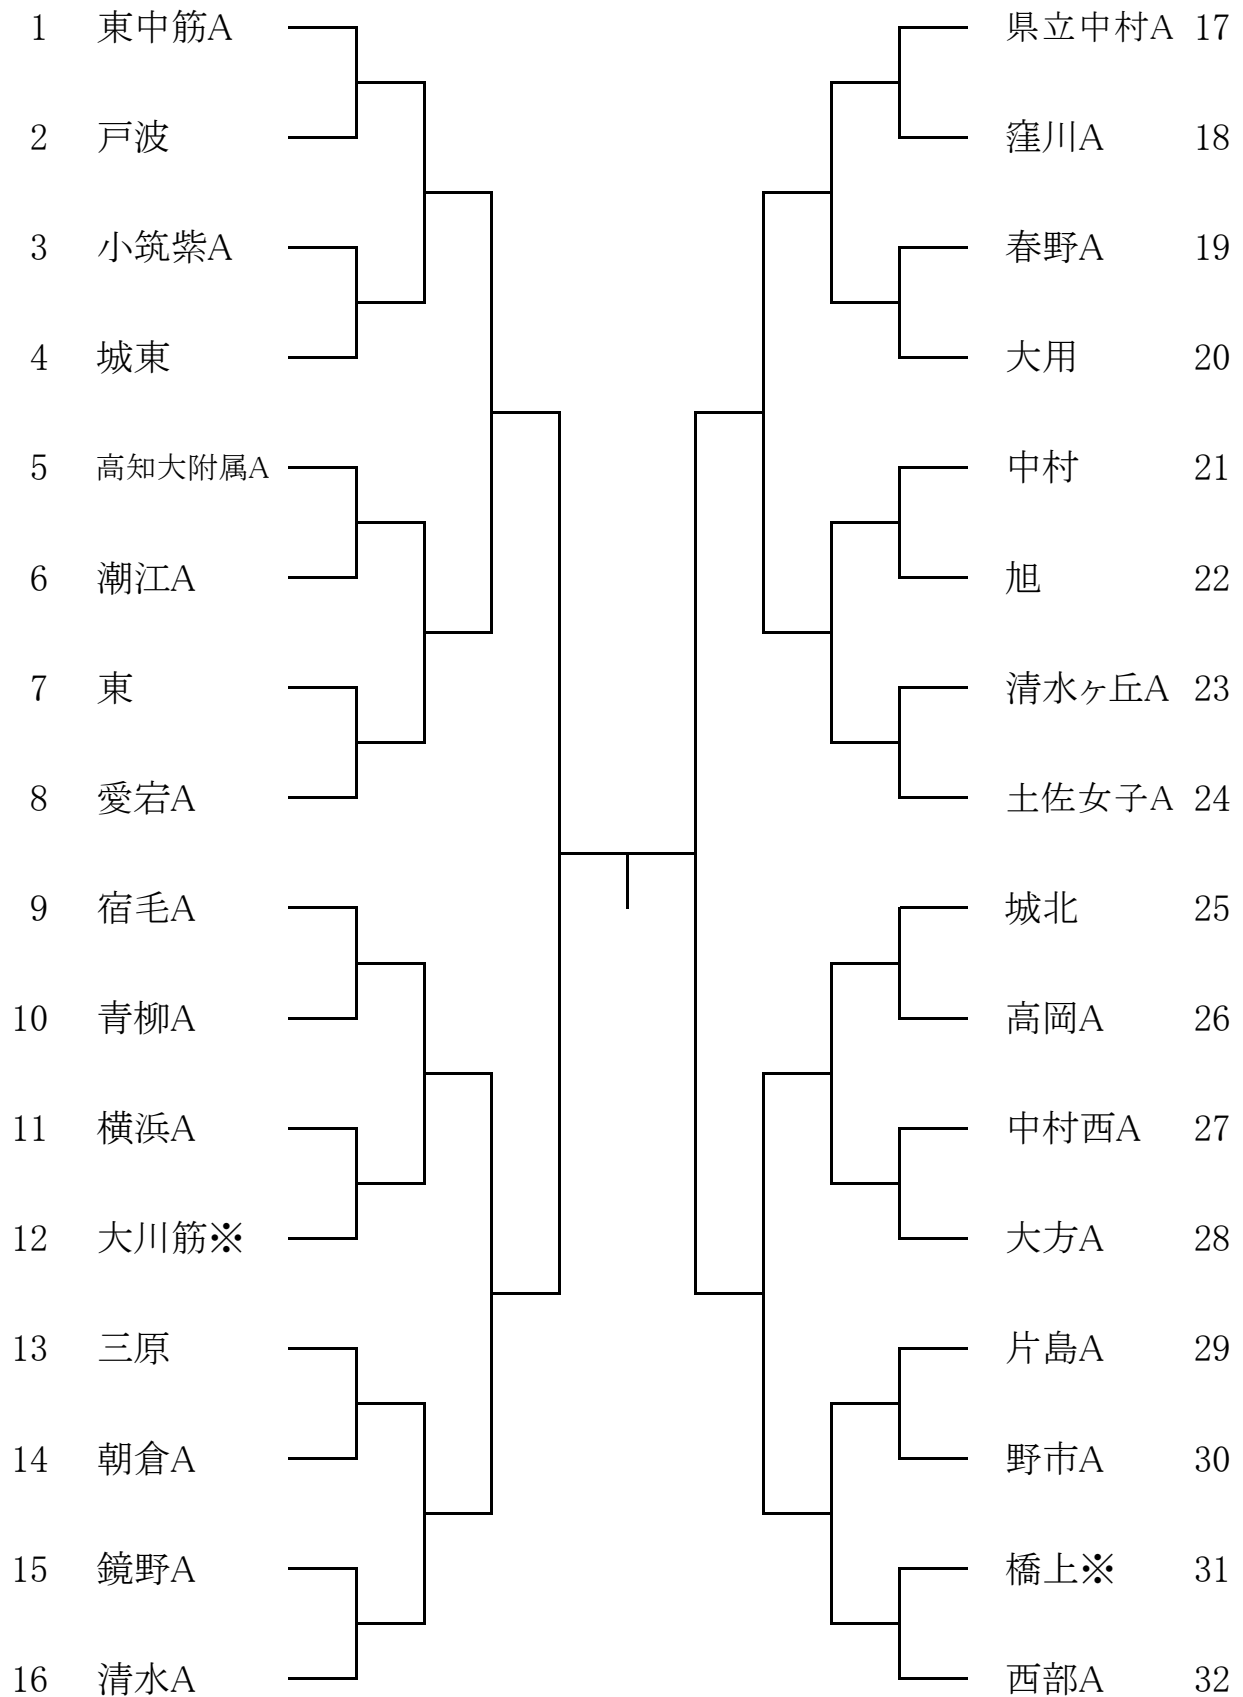 1 東中筋A
2 戸波
3 小筑紫A
4 城東
5 高知大附属A
6 潮江A
7 東
8 愛宕A
9 宿毛A
10 青柳A
11 横浜A
12 大川筋※
13 三原
14 朝倉A
15 鏡野A
16 清水A
県立中村A 17
窪川A 18
春野A 19
大用 20
中村 21
旭 22
清水ヶ丘A 23
土佐女子A 24
城北 25
高岡A 26
中村西A 27
大方A 28
片島A 29
野市A 30
橋上※ 31
西部A 32